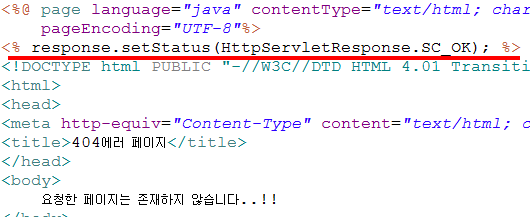 <%@ page language="java" contentType="text/html; char
pageEncoding="UTF-8"%>
<% response.setStatus(HttpServletResponse.SC_OK); %>
<!DOCTYPE html PUBLIC "-//W3C//DTD HTML 4.01 Transiti
<html>
<head>
<meta http-equiv="Content-Type" content="text/html; c
<title>404에러 페이지</title>
</head>
<body>
요청한 페이지는 존재하지 않습니다..!!
</body>